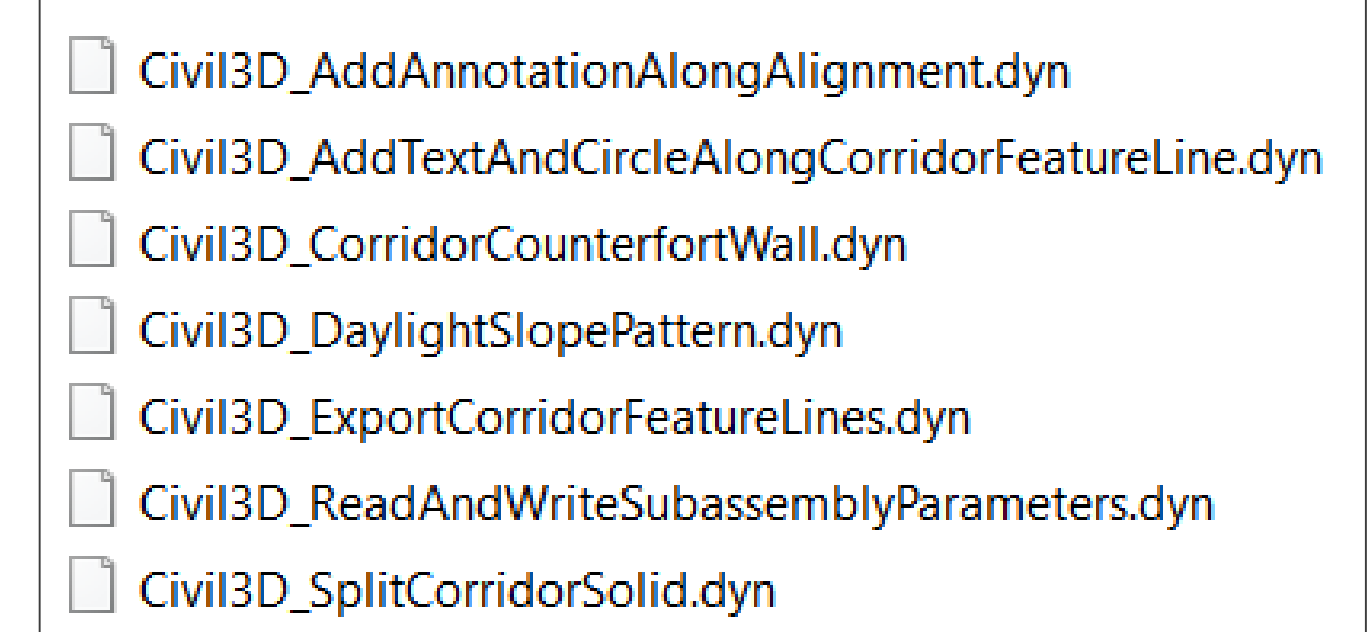 Civil3D_AddAnnotationAlongAlignment.dyn
Civil3D_AddTextAndCircleAlongCorridorFeatureLine.dyn
Civil3D_CorridorCounterfortWall.dyn
Civil3D_DaylightSlopePattern.dyn
Civil3D_ExportCorridorFeatureLines.dyn
Civil3D_ReadAndWriteSubassemblyParameters.dyn
Civil3D_SplitCorridorSolid.dyn